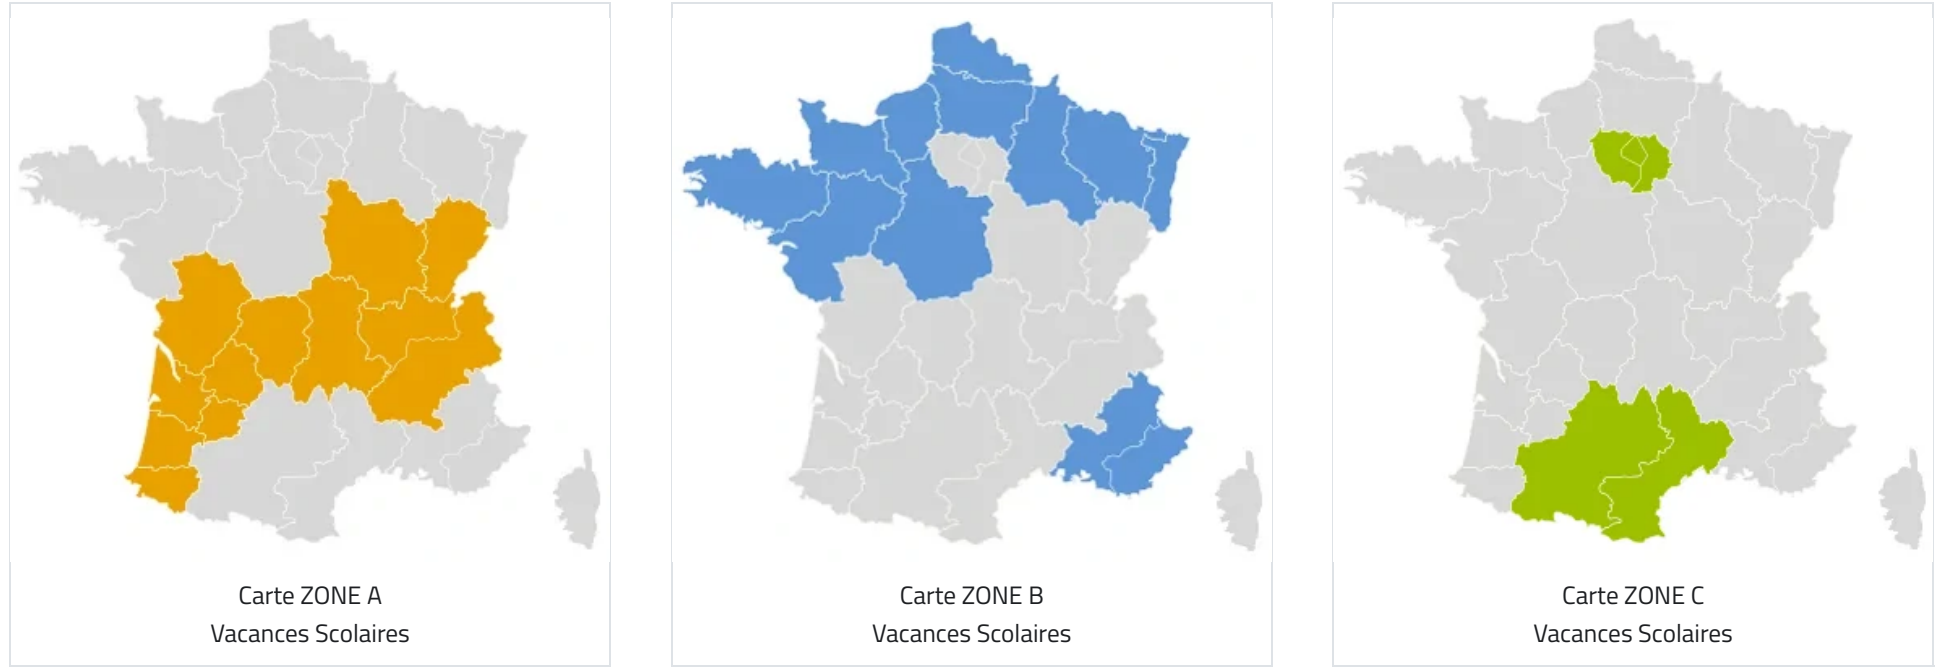 Carte ZONE A
Vacances Scolaires
Carte ZONE B
Vacances Scolaires
Carte ZONE C
Vacances Scolaires